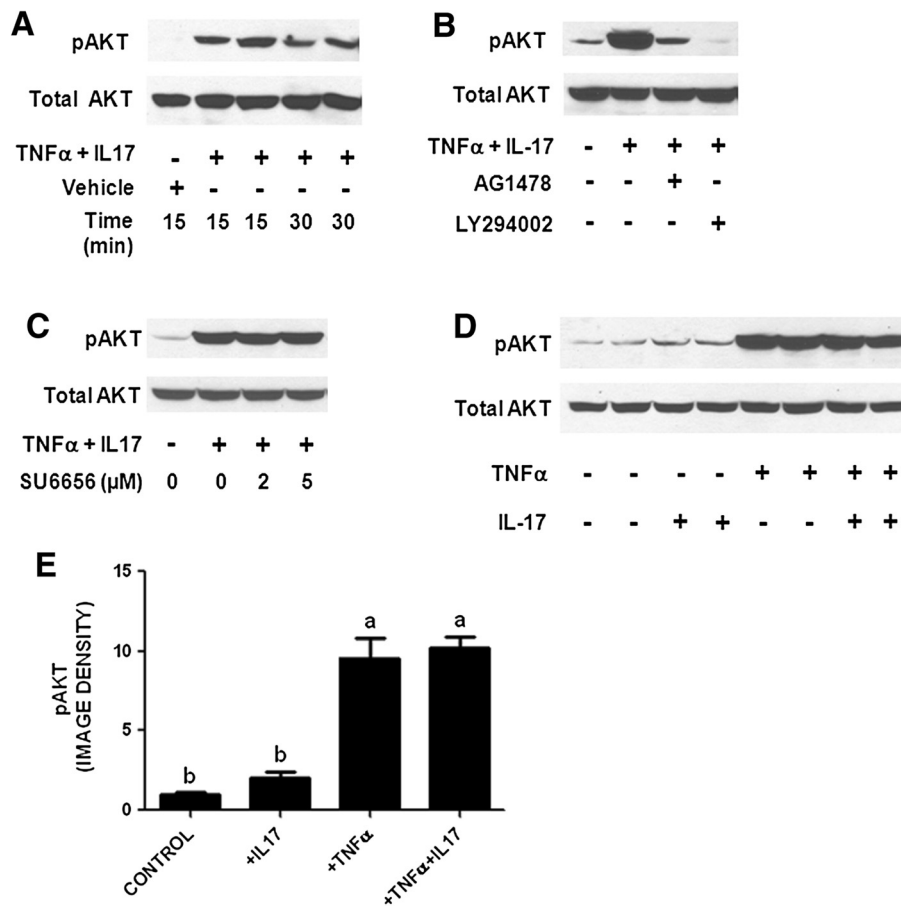 A
pAKT
Total AKT
TNFα + IL17 - + + + +
Vehicle + - - - -
Time (min) 15 15 15 30 30
B
pAKT
Total AKT
TNFα + IL-17 - + + +
AG1478 - - + -
LY294002 - - - +
C
pAKT
Total AKT
TNFα + IL17 - + + +
SU6656 (µM) 0 0 2 5
D
pAKT
Total AKT
TNFα - - - - + + + +
IL-17 - - + + - - + +
E
pAKT
(IMAGE DENSITY)
15
10
5
0
b
b
a
a
CONTROL
+IL17
+TNFα
+TNFα+IL17